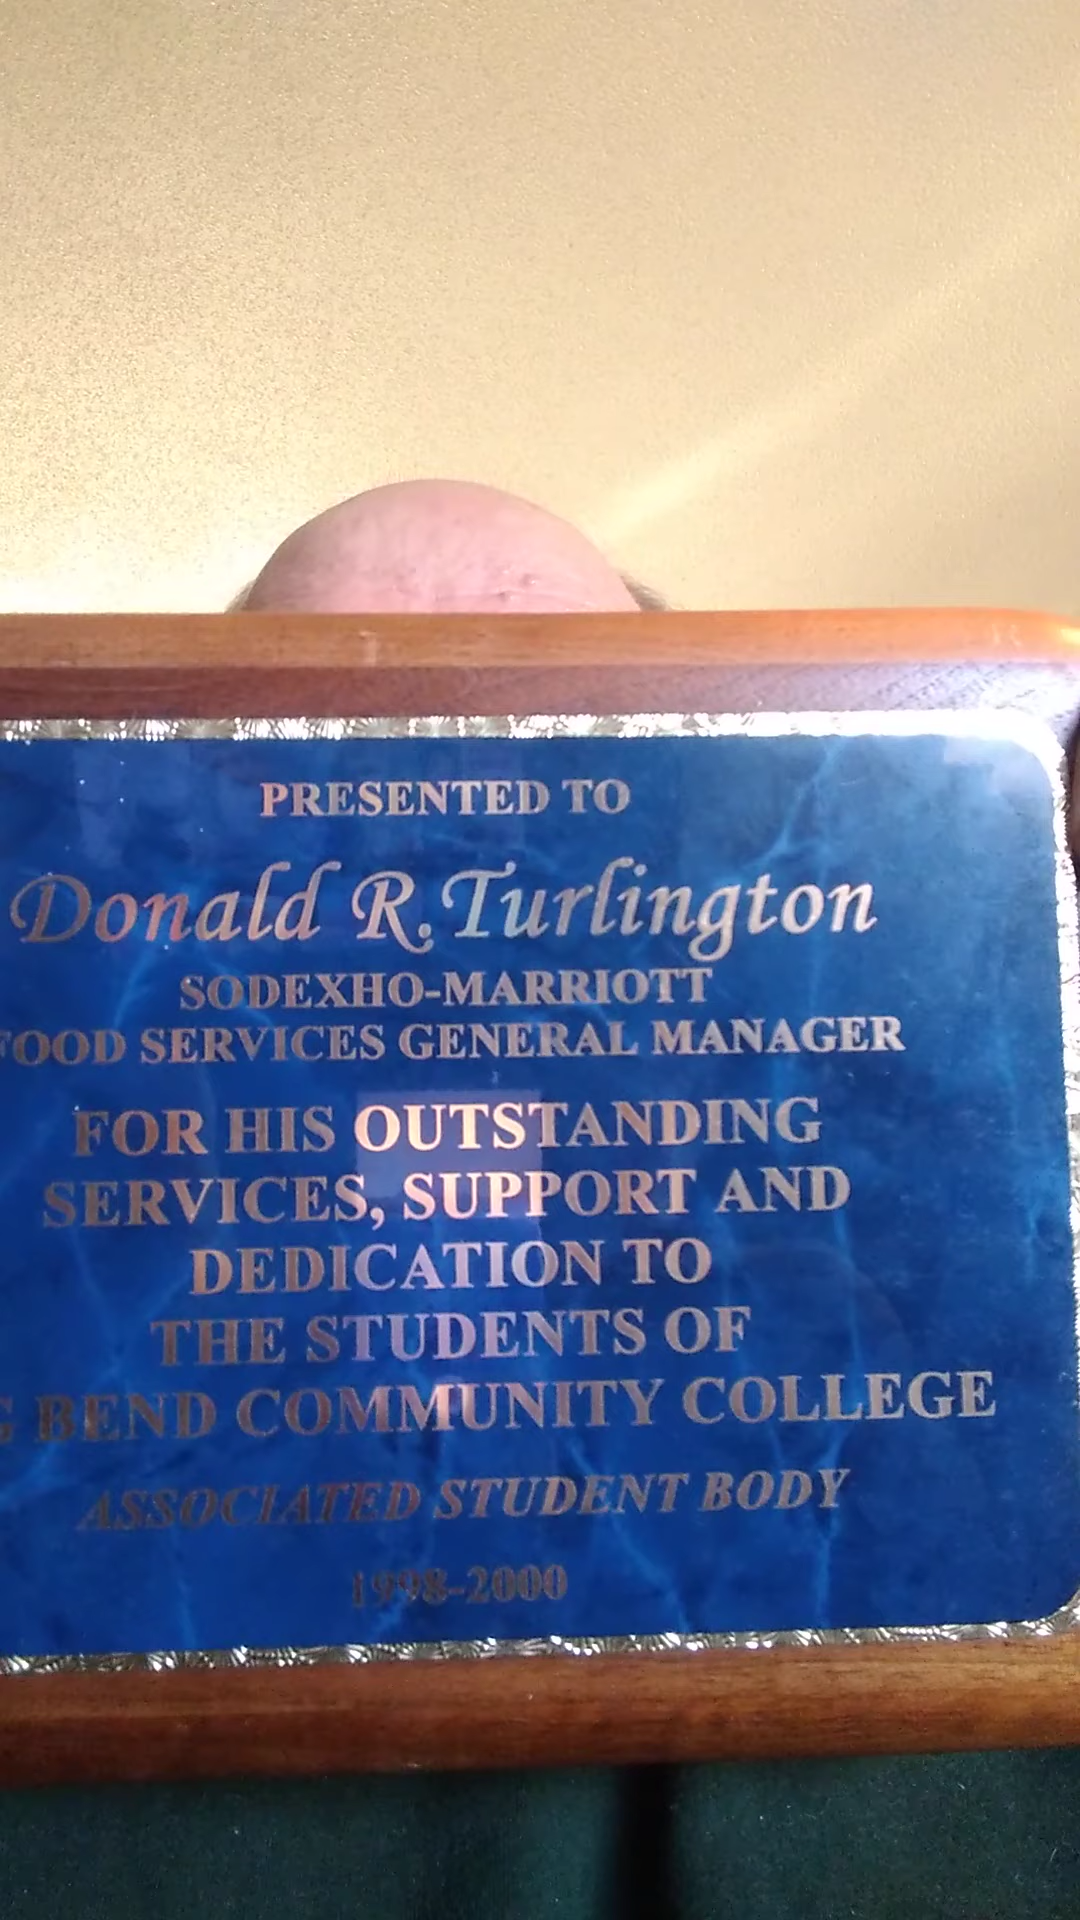 PRESENTED TO
Donald R. Turlington
SODEXHO-MARRIOTT
FOOD SERVICES GENERAL MANAGER
FOR HIS OUTSTANDING
SERVICES, SUPPORT AND
DEDICATION TO
THE STUDENTS OF
G BEND COMMUNITY COLLEGE
ASSOCIATED STUDENT BODY
1998-2000